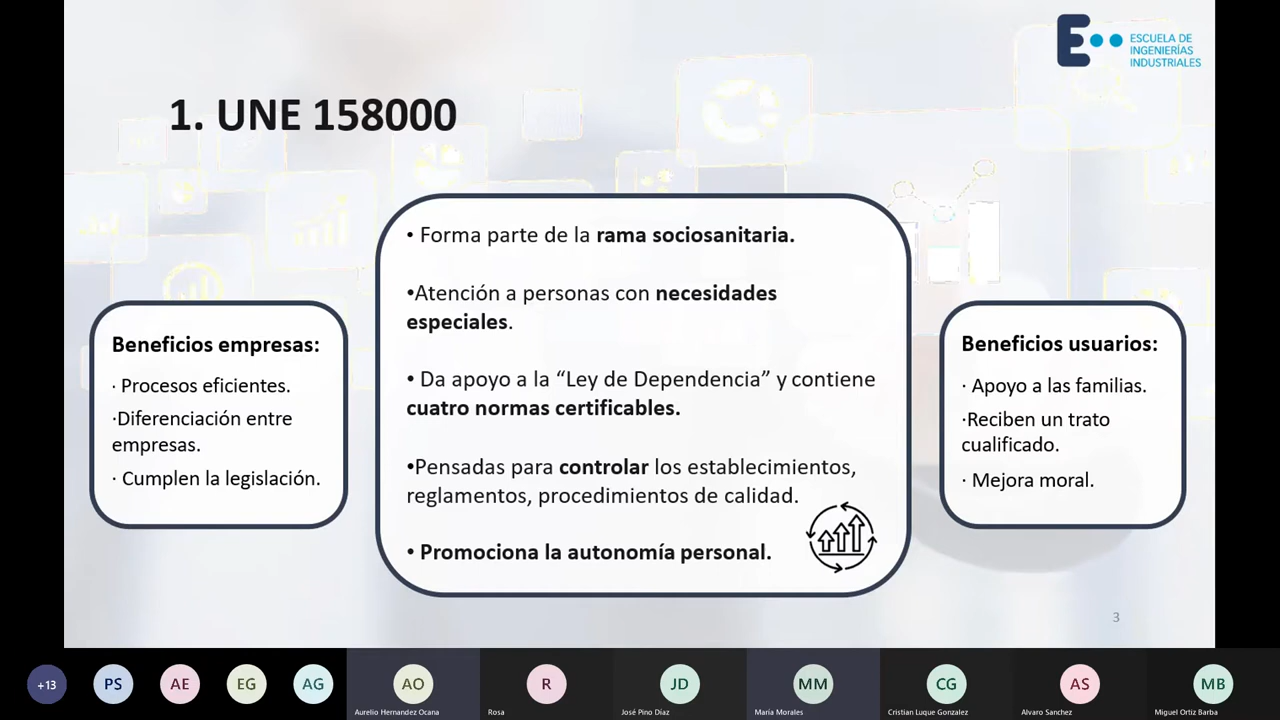 ESCUELA DE
INGENIERÍAS
INDUSTRIALES
1. UNE 158000
Beneficios empresas:
· Procesos eficientes.
·Diferenciación entre
empresas.
· Cumplen la legislación.
• Forma parte de la rama sociosanitaria.
•Atención a personas con necesidades
especiales.
• Da apoyo a la “Ley de Dependencia” y contiene
cuatro normas certificables.
•Pensadas para controlar los establecimientos,
reglamentos, procedimientos de calidad.
• Promociona la autonomía personal.
Beneficios usuarios:
· Apoyo a las familias.
·Reciben un trato
cualificado.
· Mejora moral.
3
+13
PS
AE
EG
AG
AO
Aurelio Hernandez Ocana
R
Rosa
JD
José Pino Díaz
MM
María Morales
CG
Cristian Luque Gonzalez
AS
Alvaro Sanchez
MB
Miguel Ortiz Barba